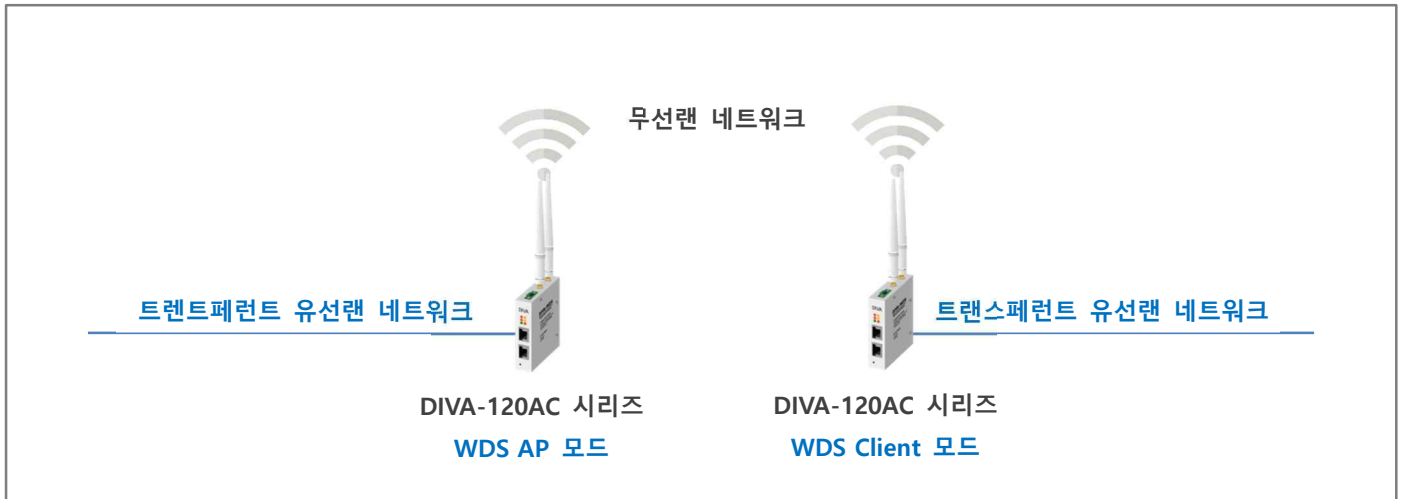 무선랜 네트워크
트렌트페런트 유선랜 네트워크
트랜스페런트 유선랜 네트워크
DIVA
DIVA
DIVA-120AC 시리즈
DIVA-120AC 시리즈
WDS AP 모드
WDS Client 모드